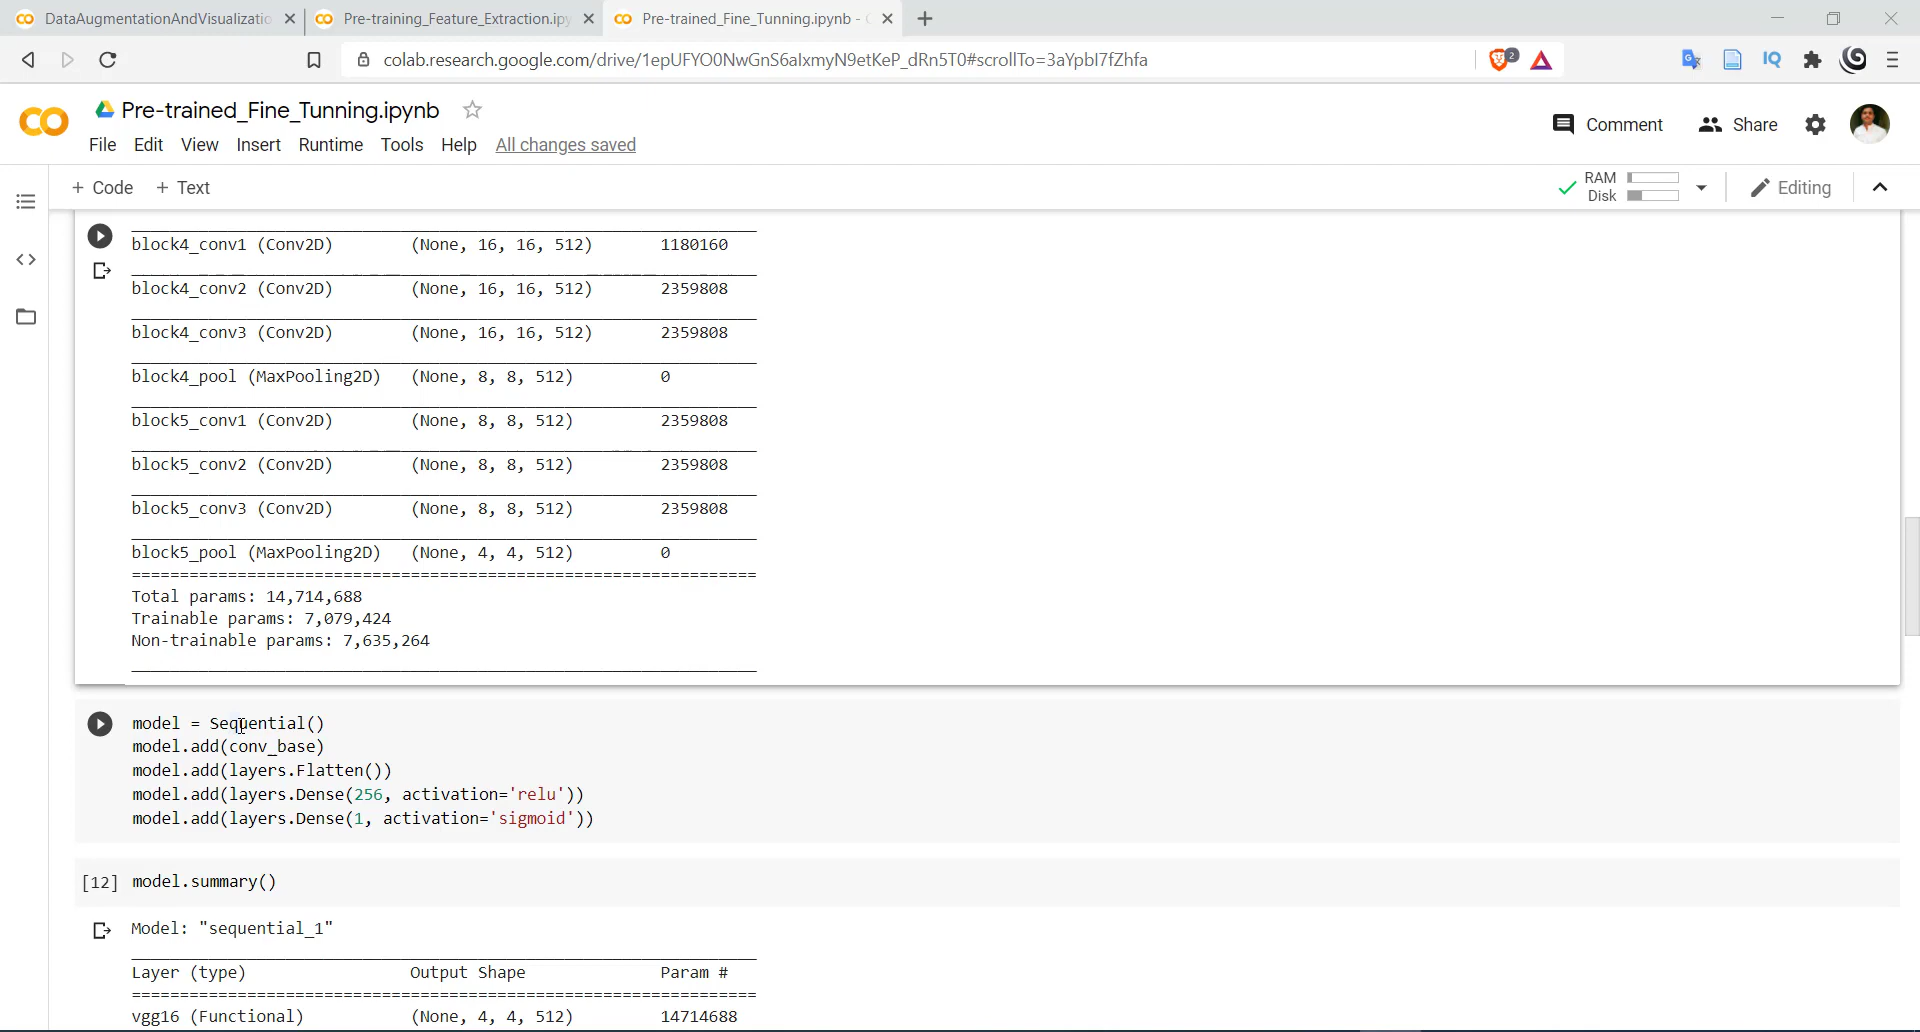 DataAugmentationAndVisualizatio
Pre-training_Feature_Extraction.ipy
Pre-trained_Fine_Tunning.ipynb - C
colab.research.google.com/drive/1epUFYO0NwGnS6aIxmyN9etKeP_dRn5T0#scrollTo=3aYpbI7fZhfa
2
IQ
Pre-trained_Fine_Tunning.ipynb
Comment
Share
File Edit View Insert Runtime Tools Help All changes saved
+ Code + Text
RAM
Disk
Editing
block4_conv1 (Conv2D) (None, 16, 16, 512) 1180160
block4_conv2 (Conv2D) (None, 16, 16, 512) 2359808
block4_conv3 (Conv2D) (None, 16, 16, 512) 2359808
block4_pool (MaxPooling2D) (None, 8, 8, 512) 0
block5_conv1 (Conv2D) (None, 8, 8, 512) 2359808
block5_conv2 (Conv2D) (None, 8, 8, 512) 2359808
block5_conv3 (Conv2D) (None, 8, 8, 512) 2359808
block5_pool (MaxPooling2D) (None, 4, 4, 512) 0
=================================================================
Total params: 14,714,688
Trainable params: 7,079,424
Non-trainable params: 7,635,264
model = Sequential()
model.add(conv_base)
model.add(layers.Flatten())
model.add(layers.Dense(256, activation='relu'))
model.add(layers.Dense(1, activation='sigmoid'))
[12] model.summary()
Model: "sequential_1"
Layer (type) Output Shape Param #
=================================================================
vgg16 (Functional) (None, 4, 4, 512) 14714688